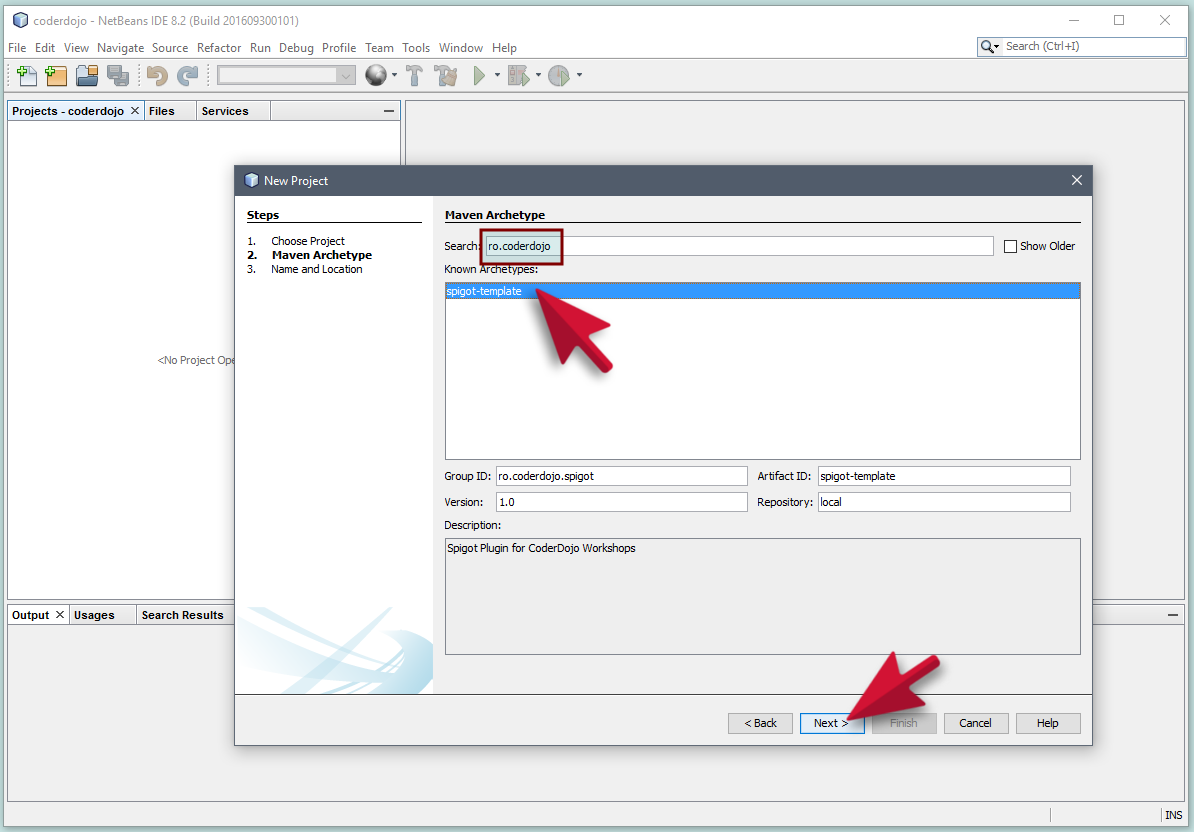 coderdojo - NetBeans IDE 8.2 (Build 201609300101)
File Edit View Navigate Source Refactor Run Debug Profile Team Tools Window Help
Search (Ctrl+I)
Projects - coderdojo Files Services
<No Project Ope
New Project
Steps
1. Choose Project
2. Maven Archetype
3. Name and Location
Maven Archetype
Search: ro.coderdojo Show Older
Known Archetypes:
spigot-template
Group ID: ro.coderdojo.spigot Artifact ID: spigot-template
Version: 1.0 Repository: local
Description:
Spigot Plugin for CoderDojo Workshops
< Back Next > Finish Cancel Help
Output Usages Search Results
INS